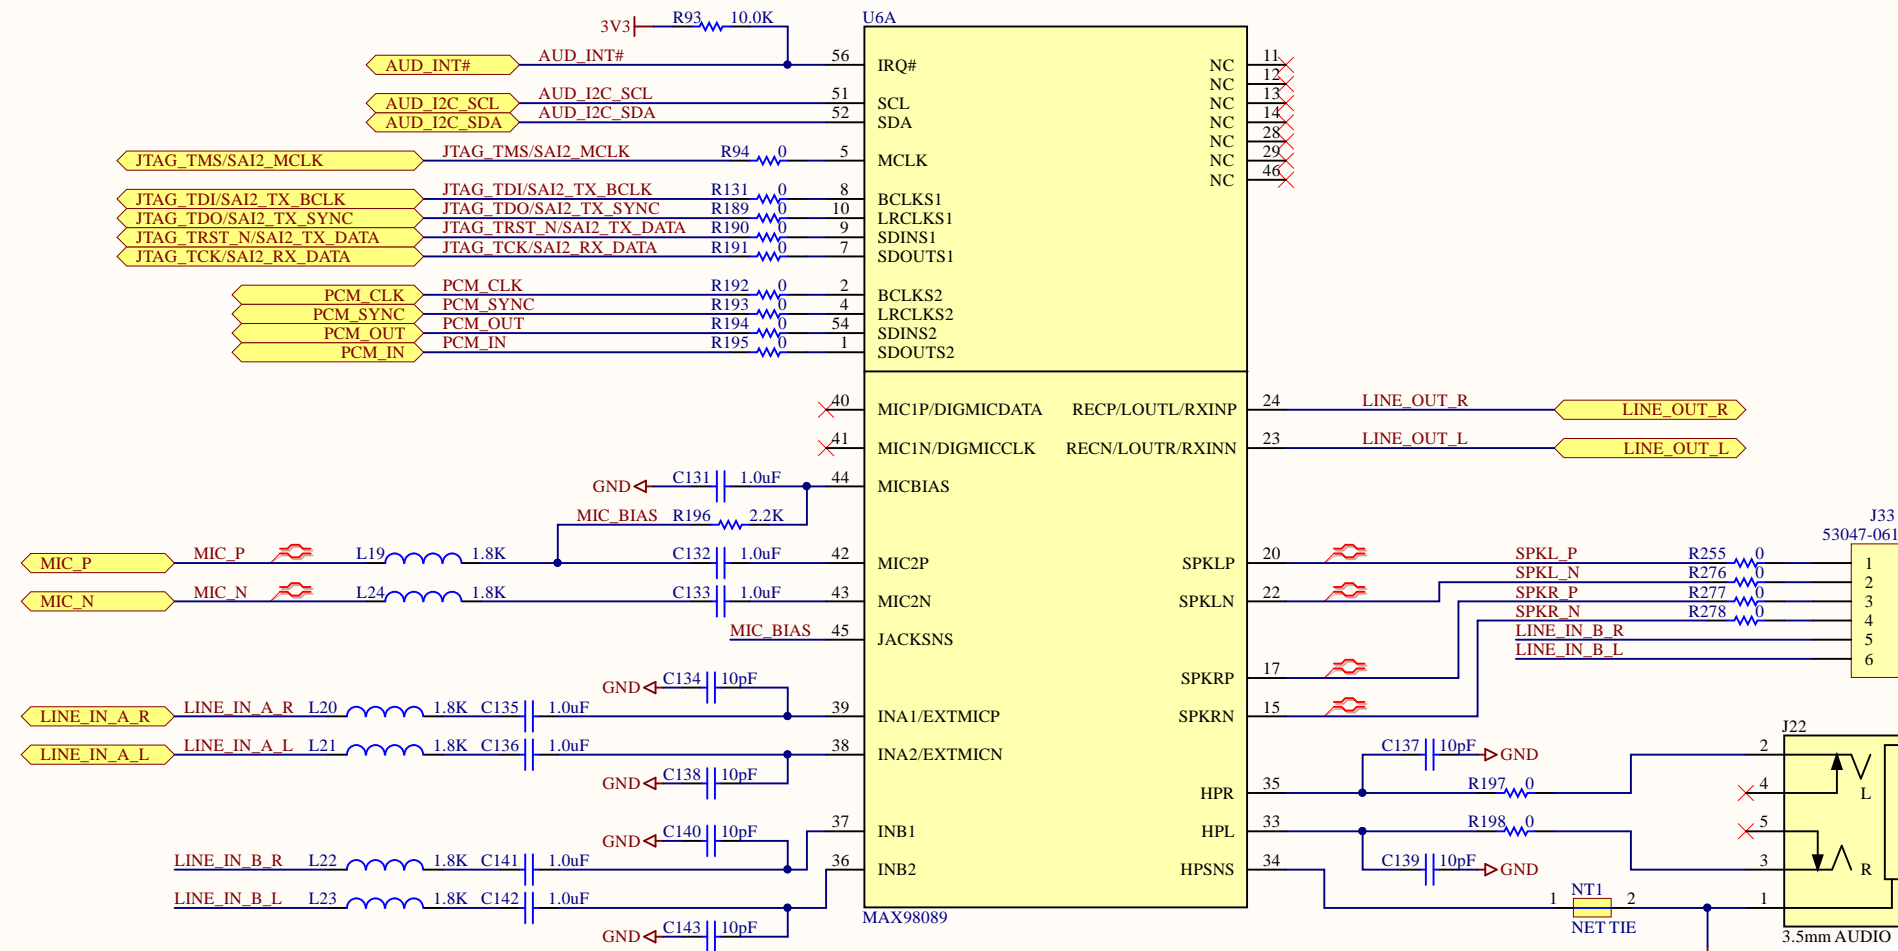 3V3 R93 10.0K U6A
AUD_INT# AUD_INT# 56 IRQ# NC 11
NC 12
AUD_I2C_SCL AUD_I2C_SCL 51 SCL NC 13
AUD_I2C_SDA AUD_I2C_SDA 52 SDA NC 14
NC 28
JTAG_TMS/SAI2_MCLK JTAG_TMS/SAI2_MCLK R94 0 5 MCLK NC 29
NC 46
JTAG_TDI/SAI2_TX_BCLK JTAG_TDI/SAI2_TX_BCLK R131 0 8 BCLKS1
JTAG_TDO/SAI2_TX_SYNC JTAG_TDO/SAI2_TX_SYNC R189 0 10 LRCLKS1
JTAG_TRST_N/SAI2_TX_DATA JTAG_TRST_N/SAI2_TX_DATA R190 0 9 SDINS1
JTAG_TCK/SAI2_RX_DATA JTAG_TCK/SAI2_RX_DATA R191 0 7 SDOUTS1
PCM_CLK PCM_CLK R192 0 2 BCLKS2
PCM_SYNC PCM_SYNC R193 0 4 LRCLKS2
PCM_OUT PCM_OUT R194 0 54 SDINS2
PCM_IN PCM_IN R195 0 1 SDOUTS2
40 MIC1P/DIGMICDATA RECP/LOUTL/RXINP 24 LINE_OUT_R LINE_OUT_R
41 MIC1N/DIGMICCLK RECN/LOUTR/RXINN 23 LINE_OUT_L LINE_OUT_L
GND C131 1.0uF 44 MICBIAS
MIC_BIAS R196 2.2K J33
53047-061
MIC_P MIC_P L19 1.8K C132 1.0uF 42 MIC2P SPKLP 20 SPKL_P R255 0 1
SPKL_N R276 0 2
MIC_N MIC_N L24 1.8K C133 1.0uF 43 MIC2N SPKLN 22 SPKR_P R277 0 3
SPKR_N R278 0 4
MIC_BIAS 45 JACKSNS LINE_IN_B_R 5
LINE_IN_B_L 6
GND C134 10pF SPKRP 17
LINE_IN_A_R LINE_IN_A_R L20 1.8K C135 1.0uF 39 INA1/EXTMICP SPKRN 15
J22
LINE_IN_A_L LINE_IN_A_L L21 1.8K C136 1.0uF 38 INA2/EXTMICN C137 10pF GND 2
GND C138 10pF HPR 35 R197 0 4 L
GND C140 10pF 37 INB1 HPL 33 R198 0 5
LINE_IN_B_R L22 1.8K C141 1.0uF 36 INB2 HPSNS 34 C139 10pF GND 3 R
LINE_IN_B_L L23 1.8K C142 1.0uF MAX98089 1 NT1 2 1
NET TIE
GND C143 10pF 3.5mm AUDIO